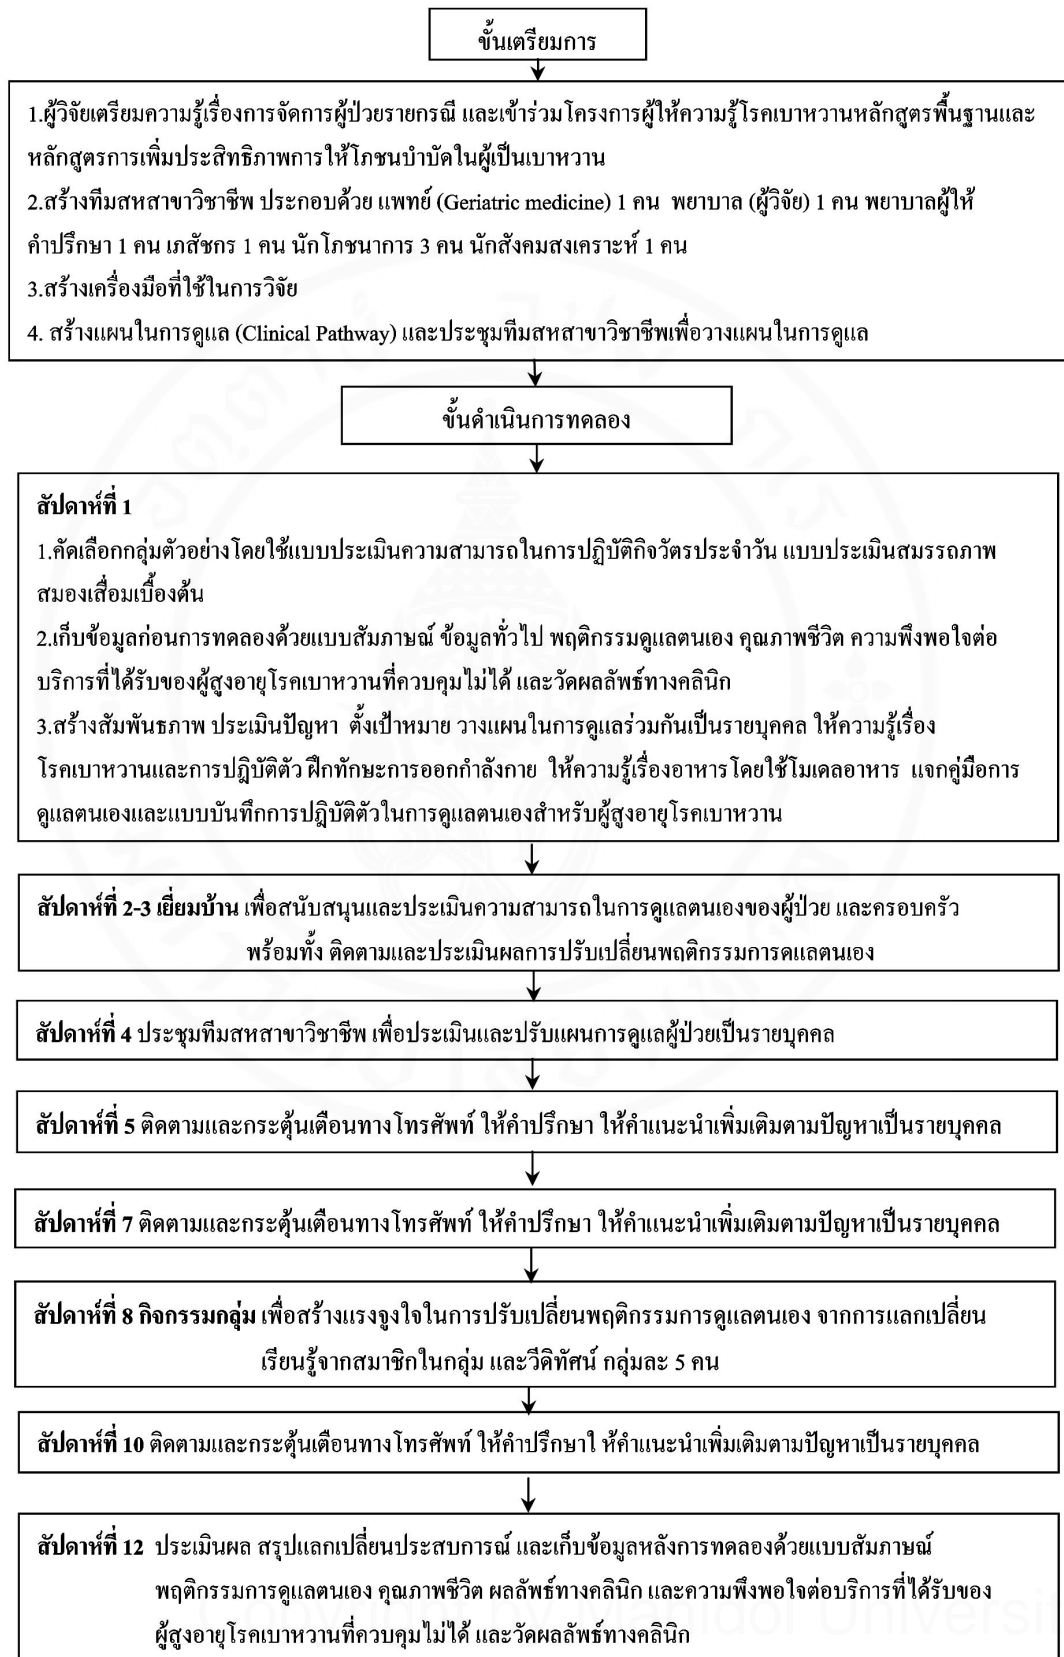 ขั้นเตรียมการ
1.ผู้วิจัยเตรียมความรู้เรื่องการจัดการผู้ป่วยรายกรณี และเข้าร่วมโครงการผู้ให้ความรู้โรคเบาหวานหลักสูตรพื้นฐานและ
หลักสูตรการเพิ่มประสิทธิภาพการให้โภชนบำบัดในผู้เป็นเบาหวาน
2.สร้างทีมสหสาขาวิชาชีพ ประกอบด้วย แพทย์ (Geriatric medicine) 1 คน พยาบาล (ผู้วิจัย) 1 คน พยาบาลผู้ให้
คำปรึกษา 1 คน เภสัชกร 1 คน นักโภชนาการ 3 คน นักสังคมสงเคราะห์ 1 คน
3.สร้างเครื่องมือที่ใช้ในการวิจัย
4. สร้างแผนในการดูแล (Clinical Pathway) และประชุมทีมสหสาขาวิชาชีพเพื่อวางแผนในการดูแล
ขั้นดำเนินการทดลอง
สัปดาห์ที่ 1
1.คัดเลือกกลุ่มตัวอย่างโดยใช้แบบประเมินความสามารถในการปฏิบัติกิจวัตรประจำวัน แบบประเมินสมรรถภาพ
สมองเสื่อมเบื้องต้น
2.เก็บข้อมูลก่อนการทดลองด้วยแบบสัมภาษณ์ ข้อมูลทั่วไป พฤติกรรมดูแลตนเอง คุณภาพชีวิต ความพึงพอใจต่อ
บริการที่ได้รับของผู้สูงอายุโรคเบาหวานที่ควบคุมไม่ได้ และวัดผลลัพธ์ทางคลินิก
3.สร้างสัมพันธภาพ ประเมินปัญหา ตั้งเป้าหมาย วางแผนในการดูแลร่วมกันเป็นรายบุคคล ให้ความรู้เรื่อง
โรคเบาหวานและการปฏิบัติตัว ฝึกทักษะการออกกำลังกาย ให้ความรู้เรื่องอาหารโดยใช้โมเดลอาหาร แจกคู่มือการ
ดูแลตนเองและแบบบันทึกการปฏิบัติตัวในการดูแลตนเองสำหรับผู้สูงอายุโรคเบาหวาน
สัปดาห์ที่ 2-3 เยี่ยมบ้าน เพื่อสนับสนุนและประเมินความสามารถในการดูแลตนเองของผู้ป่วย และครอบครัว
พร้อมทั้ง ติดตามและประเมินผลการปรับเปลี่ยนพฤติกรรมการดแลตนเอง
สัปดาห์ที่ 4 ประชุมทีมสหสาขาวิชาชีพ เพื่อประเมินและปรับแผนการดูแลผู้ป่วยเป็นรายบุคคล
สัปดาห์ที่ 5 ติดตามและกระตุ้นเตือนทางโทรศัพท์ ให้คำปรึกษา ให้คำแนะนำเพิ่มเติมตามปัญหาเป็นรายบุคคล
สัปดาห์ที่ 7 ติดตามและกระตุ้นเตือนทางโทรศัพท์ ให้คำปรึกษา ให้คำแนะนำเพิ่มเติมตามปัญหาเป็นรายบุคคล
สัปดาห์ที่ 8 กิจกรรมกลุ่ม เพื่อสร้างแรงจูงใจในการปรับเปลี่ยนพฤติกรรมการดูแลตนเอง จากการแลกเปลี่ยน
เรียนรู้จากสมาชิกในกลุ่ม และวีดิทัศน์ กลุ่มละ 5 คน
สัปดาห์ที่ 10 ติดตามและกระตุ้นเตือนทางโทรศัพท์ ให้คำปรึกษาใ ห้คำแนะนำเพิ่มเติมตามปัญหาเป็นรายบุคคล
สัปดาห์ที่ 12 ประเมินผล สรุปแลกเปลี่ยนประสบการณ์ และเก็บข้อมูลหลังการทดลองด้วยแบบสัมภาษณ์
พฤติกรรมการดูแลตนเอง คุณภาพชีวิต ผลลัพธ์ทางคลินิก และความพึงพอใจต่อบริการที่ได้รับของ
ผู้สูงอายุโรคเบาหวานที่ควบคุมไม่ได้ และวัดผลลัพธ์ทางคลินิก